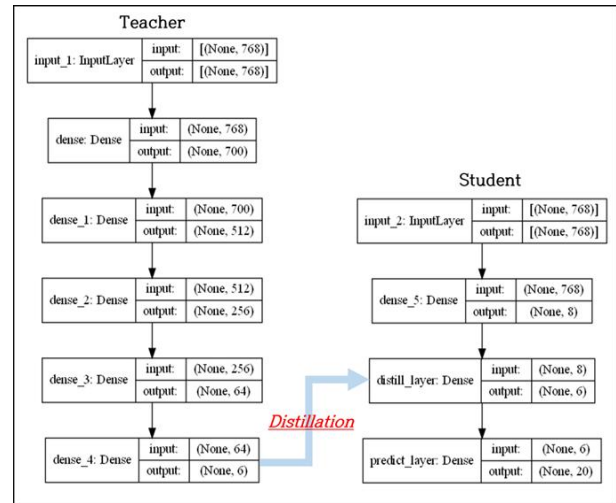 Teacher
input_1: InputLayer
input: [(None, 768)]
output: [(None, 768)]
dense: Dense
input: (None, 768)
output: (None, 700)
dense_1: Dense
input: (None, 700)
output: (None, 512)
dense_2: Dense
input: (None, 512)
output: (None, 256)
dense_3: Dense
input: (None, 256)
output: (None, 64)
dense_4: Dense
input: (None, 64)
output: (None, 6)
Distillation
Student
input_2: InputLayer
input: [(None, 768)]
output: [(None, 768)]
dense_5: Dense
input: (None, 768)
output: (None, 8)
distill_layer: Dense
input: (None, 8)
output: (None, 6)
predict_layer: Dense
input: (None, 6)
output: (None, 20)